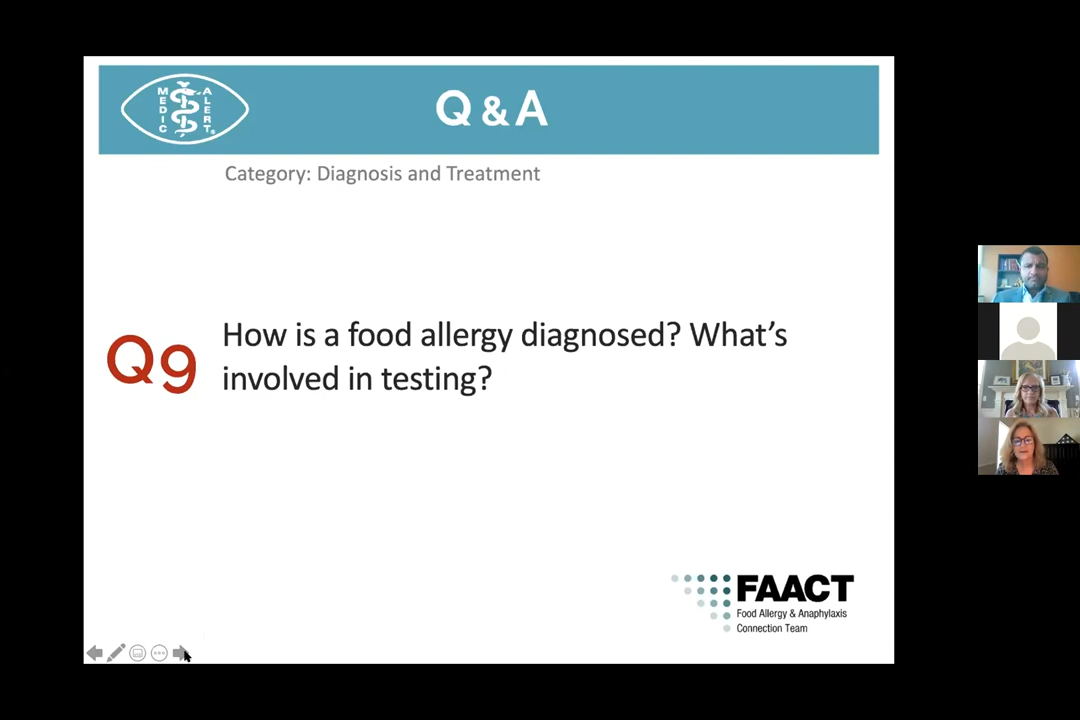 MEDIC ALERT®
Q & A
Category: Diagnosis and Treatment
Q9
How is a food allergy diagnosed? What's
involved in testing?
FAACT
Food Allergy & Anaphylaxis
Connection Team